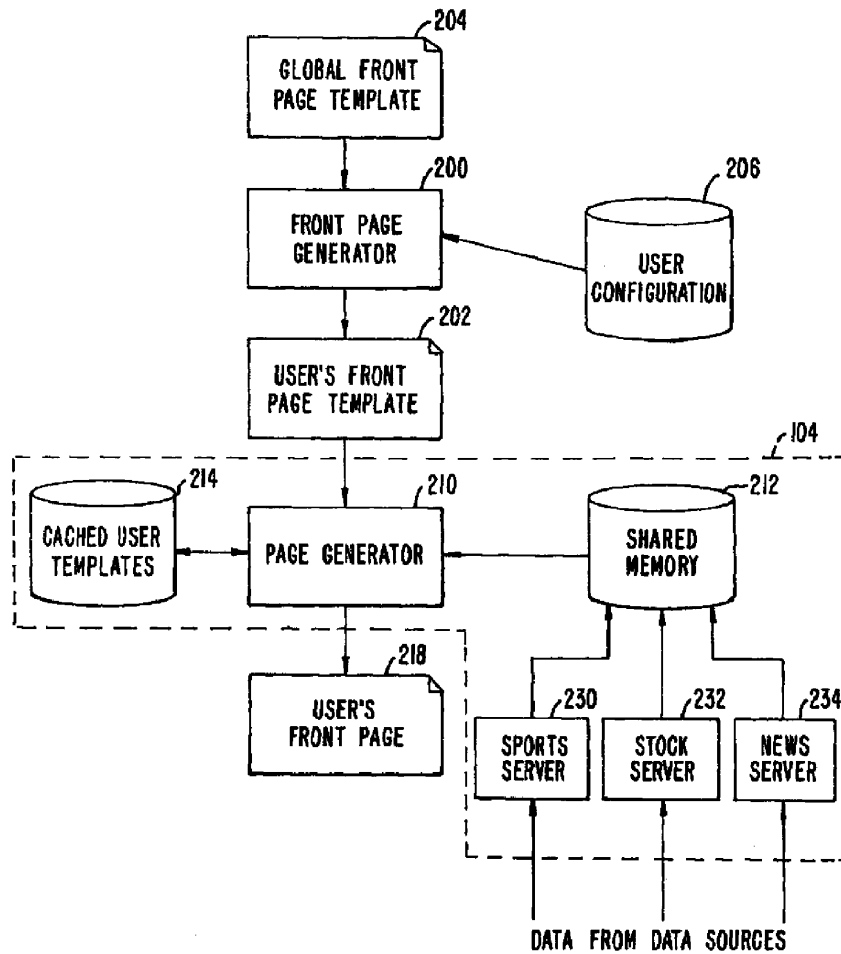 204
GLOBAL FRONT
PAGE TEMPLATE
200
FRONT PAGE
GENERATOR
206
USER
CONFIGURATION
202
USER'S FRONT
PAGE TEMPLATE
104
214
CACHED USER
TEMPLATES
210
PAGE GENERATOR
212
SHARED
MEMORY
218
USER'S
FRONT PAGE
230
SPORTS
SERVER
232
STOCK
SERVER
234
NEWS
SERVER
DATA FROM DATA SOURCES